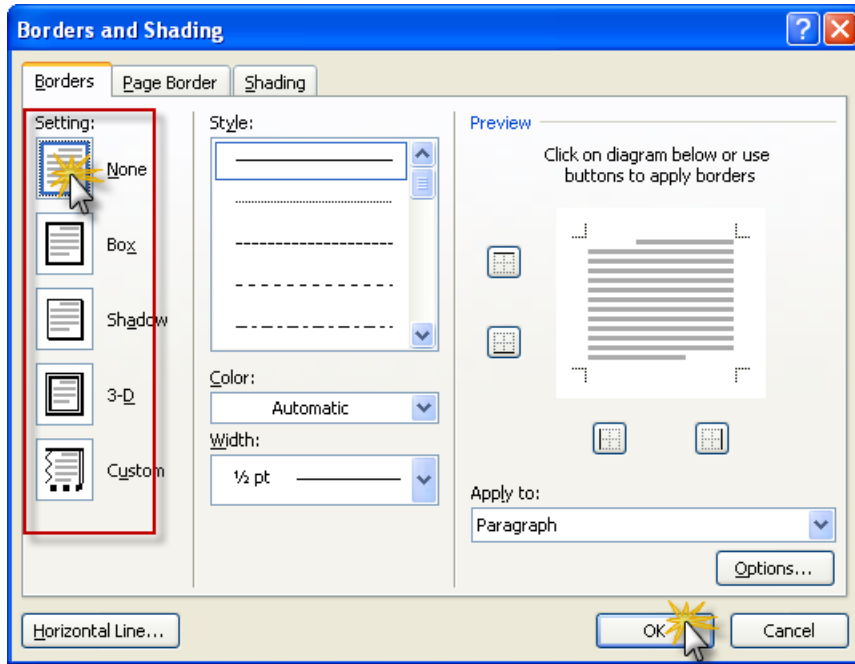 Borders and Shading
Borders
Page Border
Shading
Setting:
None
Box
Shadow
3-D
Custom
Style:
Color:
Automatic
Width:
½ pt
Preview
Click on diagram below or use
buttons to apply borders
Apply to:
Paragraph
Options...
Horizontal Line...
OK
Cancel